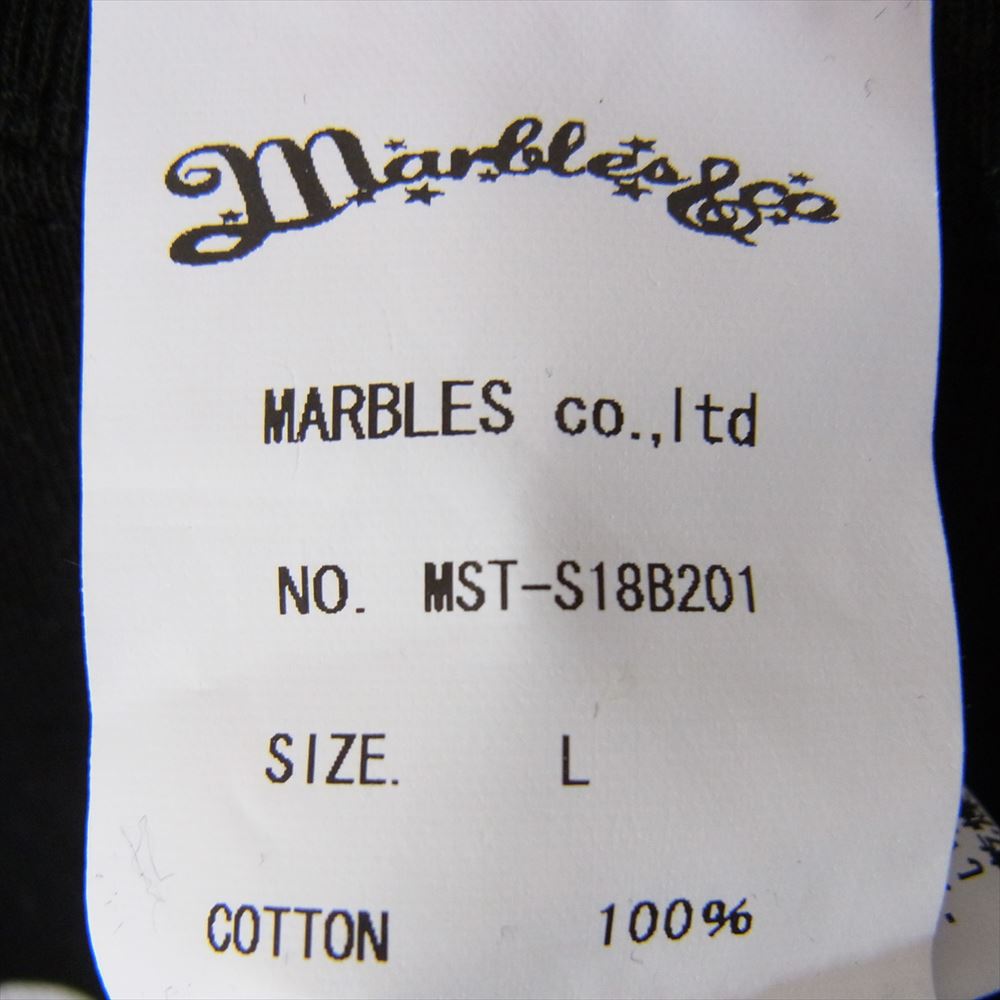 marbles&co
MARBLES co.,ltd
NO. MST-S18B201
SIZE. L
COTTON 100%